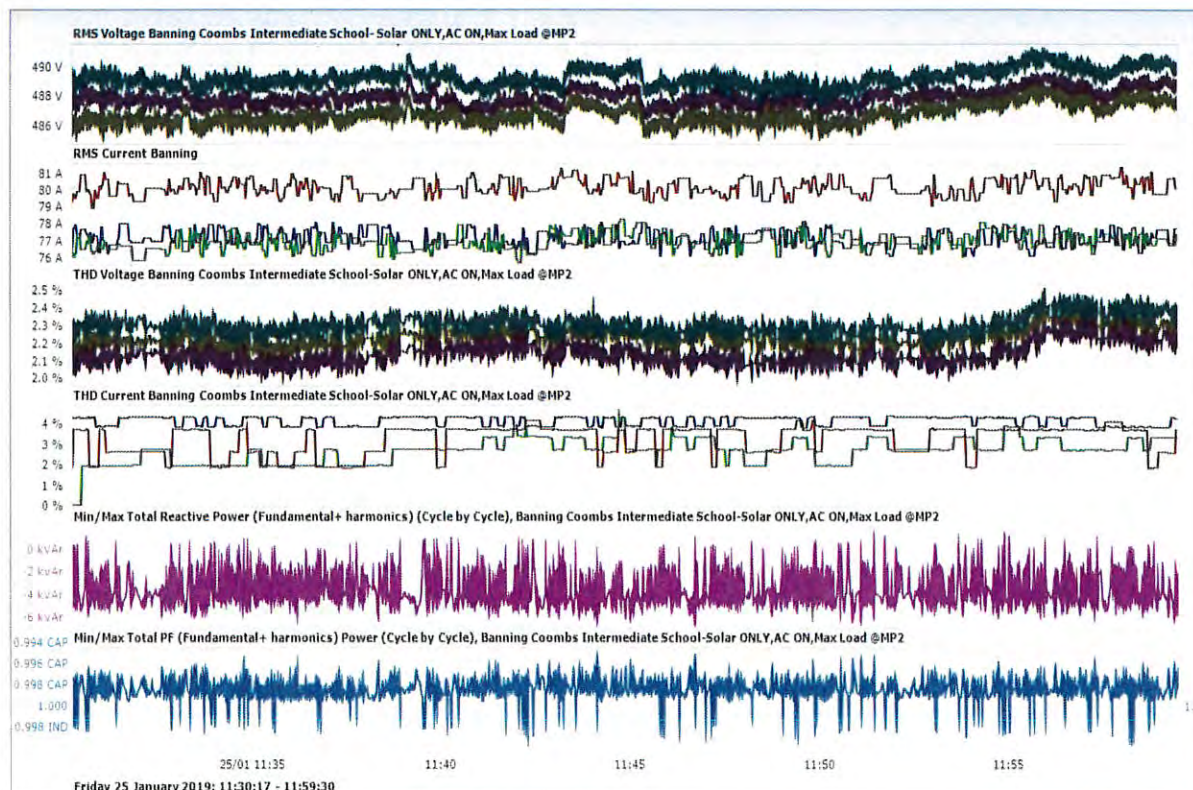 RMS Voltage Banning Coombs Intermediate School- Solar ONLY,AC ON,Max Load @MP2
490 V
488 V
486 V
RMS Current Banning
81 A
80 A
79 A
78 A
77 A
76 A
THD Voltage Banning Coombs Intermediate School-Solar ONLY,AC ON,Max Load @MP2
2.5 %
2.4 %
2.3 %
2.2 %
2.1 %
2.0 %
THD Current Banning Coombs Intermediate School-Solar ONLY,AC ON,Max Load @MP2
4 %
3 %
2 %
1 %
0 %
Min/Max Total Reactive Power (Fundamental+ harmonics) (Cycle by Cycle), Banning Coombs Intermediate School-Solar ONLY,AC ON,Max Load @MP2
0 kVAr
-2 kVAr
-4 kVAr
-6 kVAr
Min/Max Total PF (Fundamental+ harmonics) Power (Cycle by Cycle), Banning Coombs Intermediate School-Solar ONLY,AC ON,Max Load @MP2
0.994 CAP
0.996 CAP
0.998 CAP
1.000
0.998 IND
25/01 11:35 11:40 11:45 11:50 11:55
Friday 25 January 2019: 11:30:17 - 11:59:30